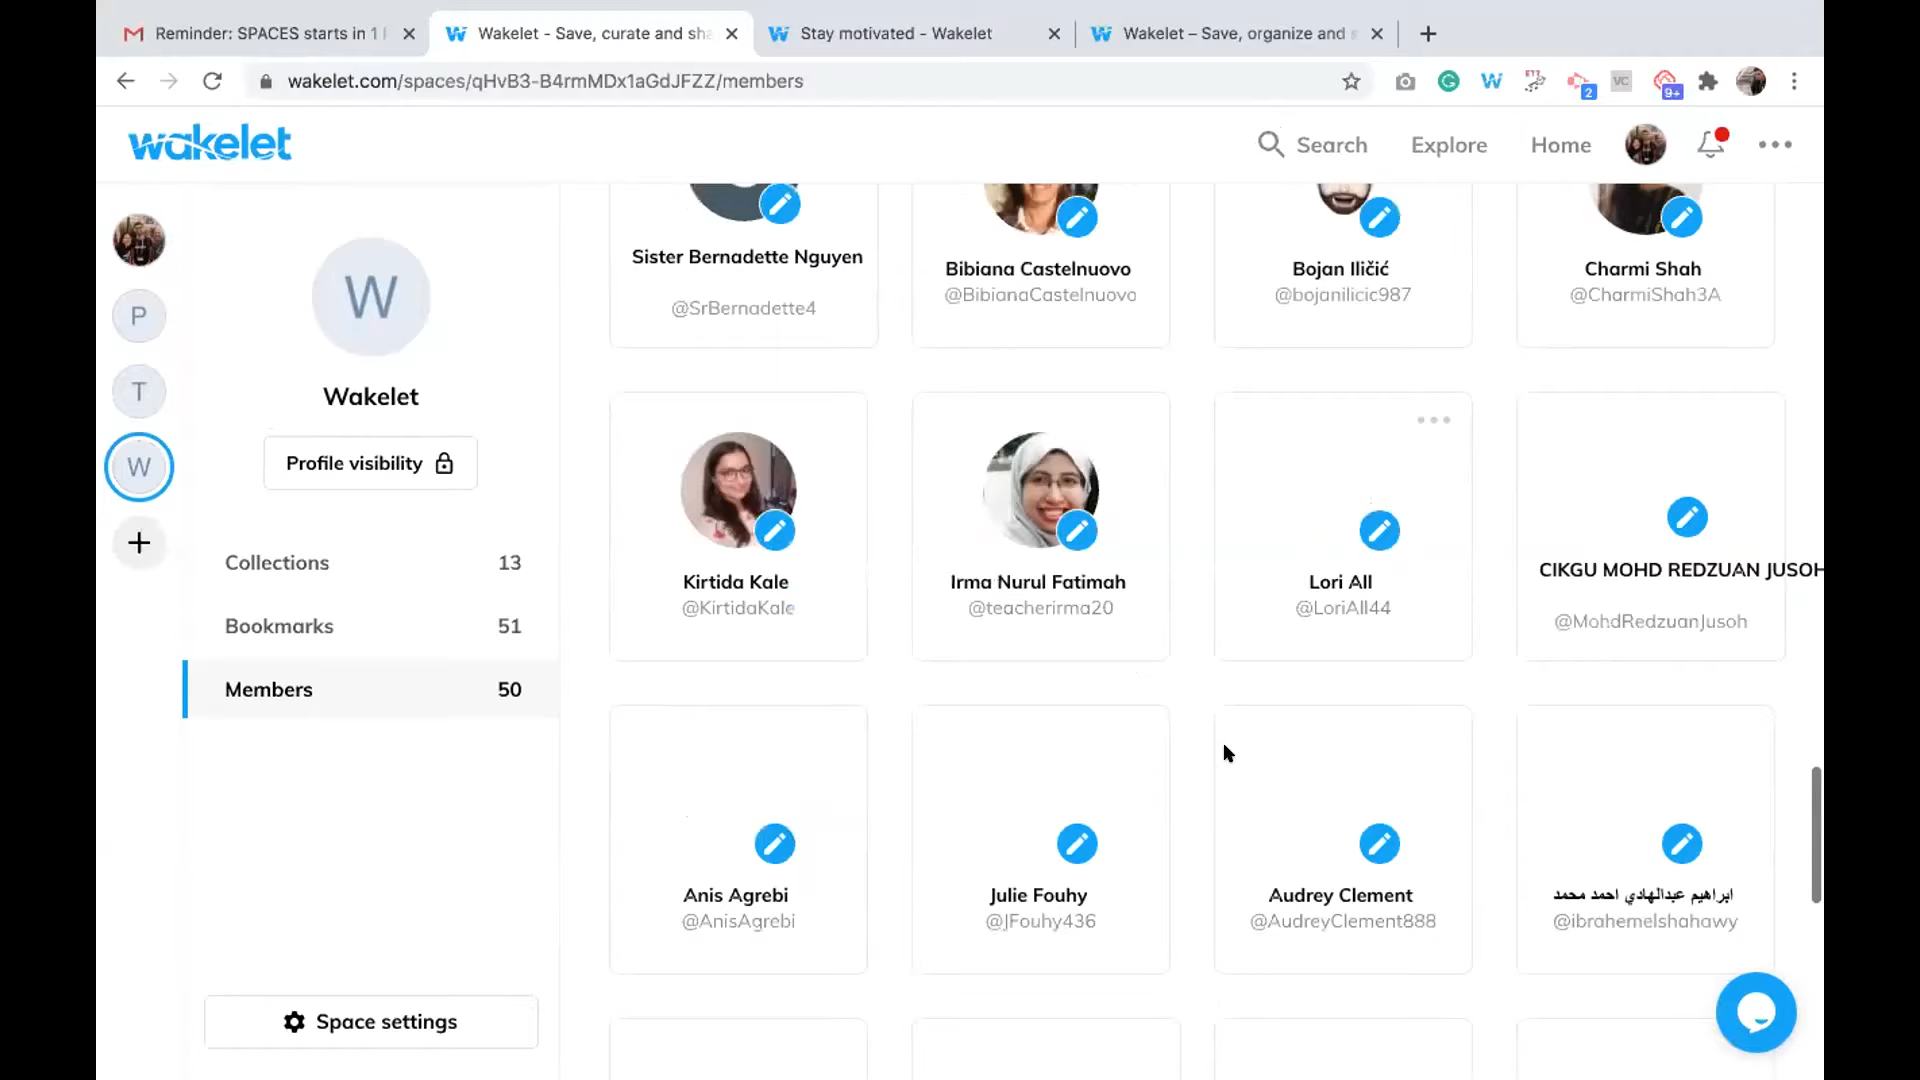 Reminder: SPACES starts in 1
Wakelet - Save, curate and sha
Stay motivated - Wakelet
Wakelet – Save, organize and s
wakelet.com/spaces/qHvB3-B4rmMDx1aGdJFZZ/members
2
VC
9+
wakelet
Search
Explore
Home
P
T
W
W
Wakelet
Profile visibility
Collections 13
Bookmarks 51
Members 50
Space settings
Sister Bernadette Nguyen
@SrBernadette4
Bibiana Castelnuovo
@BibianaCastelnuovo
Bojan Iličić
@bojanilicic987
Charmi Shah
@CharmiShah3A
Kirtida Kale
@KirtidaKale
Irma Nurul Fatimah
@teacherirma20
Lori All
@LoriAll44
CIKGU MOHD REDZUAN JUSOH
@MohdRedzuanJusoh
Anis Agrebi
@AnisAgrebi
Julie Fouhy
@JFouhy436
Audrey Clement
@AudreyClement888
ابراهيم عبدالهادي احمد محمد
@ibrahemelshahawy